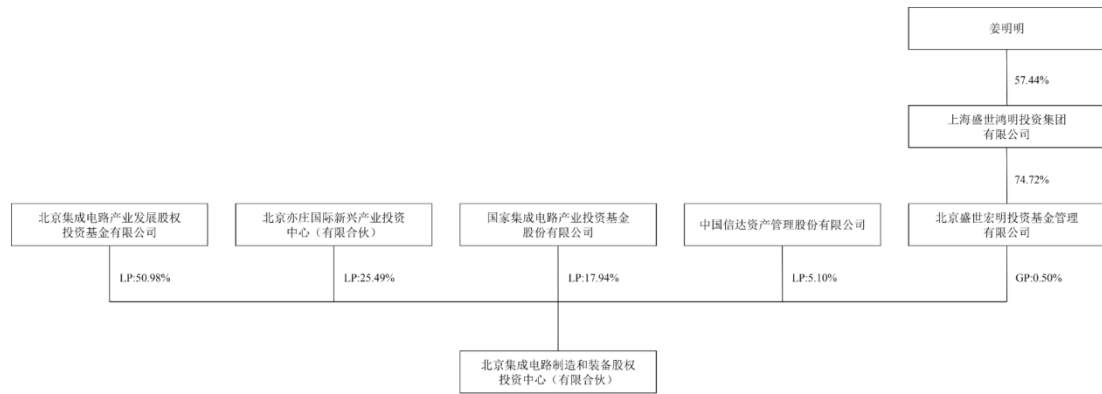 姜明明
57.44%
上海盛世鸿明投资集团
有限公司
74.72%
北京集成电路产业发展股权
投资基金有限公司
北京亦庄国际新兴产业投资
中心（有限合伙）
国家集成电路产业投资基金
股份有限公司
中国信达资产管理股份有限公司
北京盛世宏明投资基金管理
有限公司
LP:50.98%
LP:25.49%
LP:17.94%
LP:5.10%
GP:0.50%
北京集成电路制造和装备股权
投资中心（有限合伙）